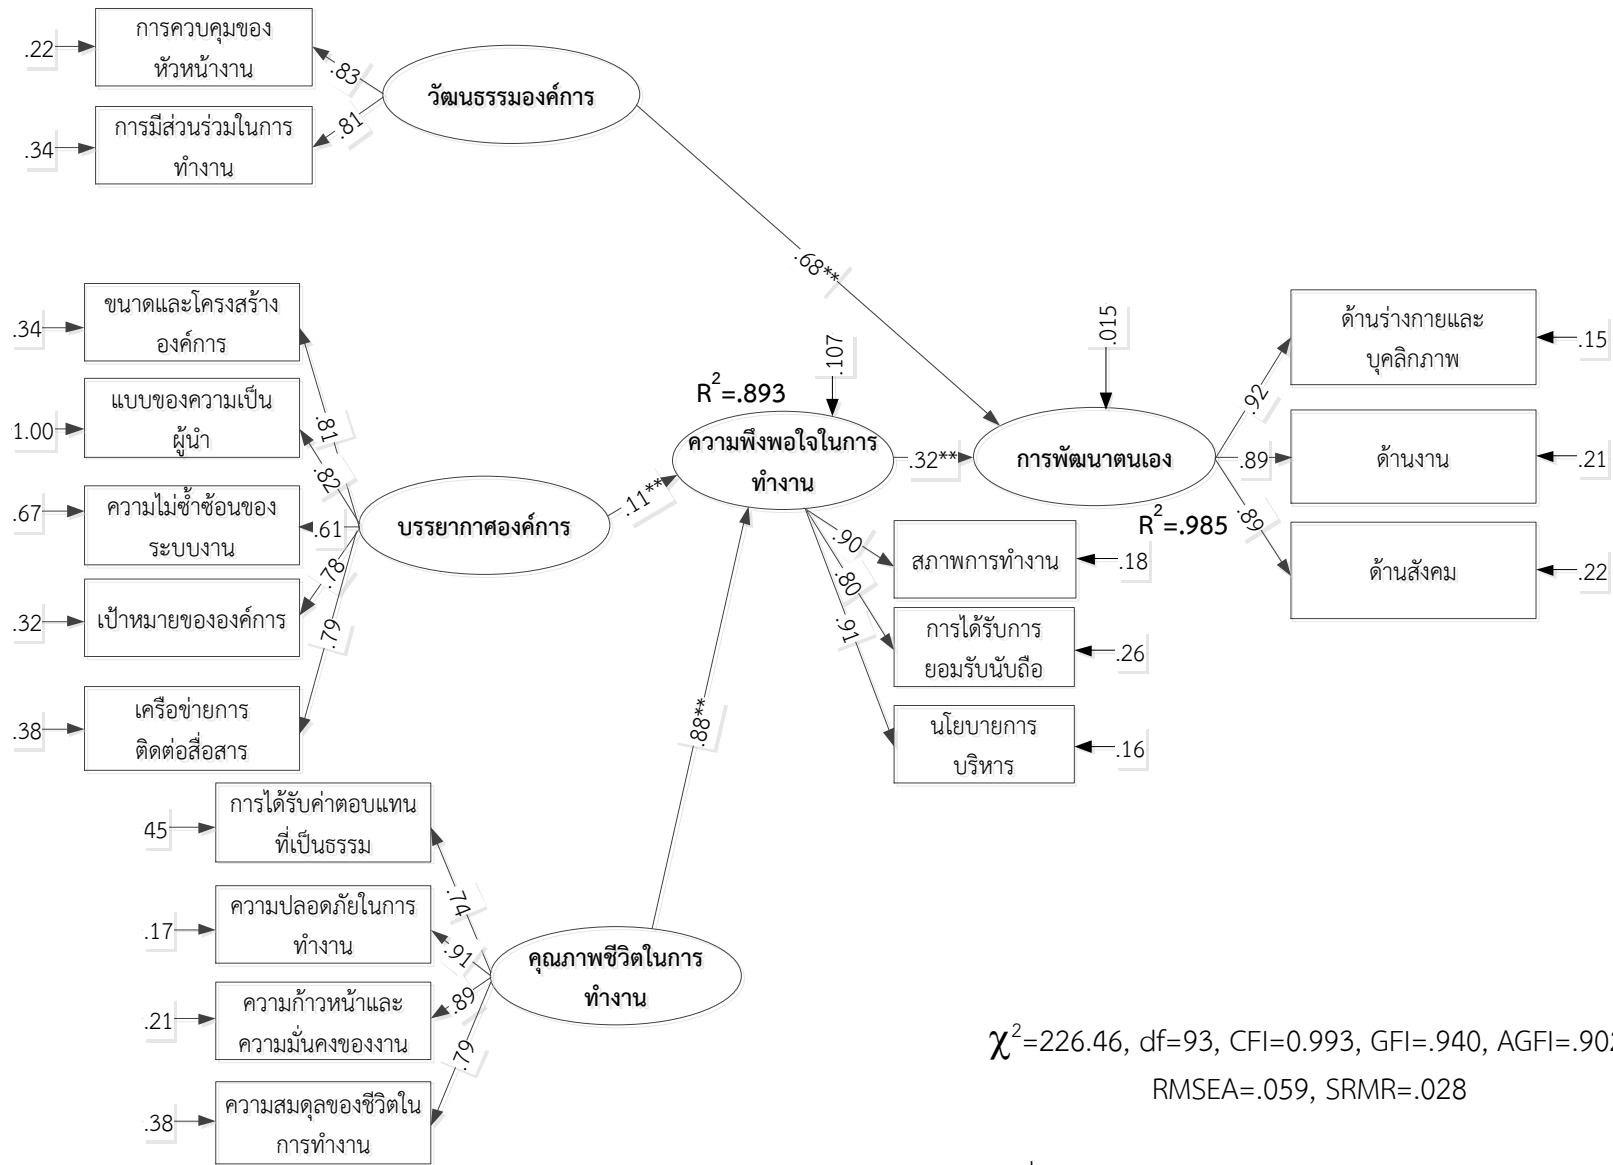 การควบคุมของ
หัวหน้างาน
.22
.83
วัฒนธรรมองค์การ
การมีส่วนร่วมในการ
ทำงาน
.34
.81
.68**
ขนาดและโครงสร้าง
องค์การ
.34
.81
แบบของความเป็น
ผู้นำ
1.00
.82
ความไม่ซ้ำซ้อนของ
ระบบงาน
.67
.61
บรรยากาศองค์การ
.11**
เป้าหมายขององค์การ
.32
.78
เครือข่ายการ
ติดต่อสื่อสาร
.38
.79
R²=.893
.107
ความพึงพอใจในการ
ทำงาน
.32**
.015
การพัฒนาตนเอง
R²=.985
ด้านร่างกายและ
บุคลิกภาพ
.15
.92
ด้านงาน
.21
.89
ด้านสังคม
.22
.89
สภาพการทำงาน
.18
.90
การได้รับการ
ยอมรับนับถือ
.26
.80
นโยบายการ
บริหาร
.16
.91
.88**
การได้รับค่าตอบแทน
ที่เป็นธรรม
45
.74
ความปลอดภัยในการ
ทำงาน
.17
.91
คุณภาพชีวิตในการ
ทำงาน
ความก้าวหน้าและ
ความมั่นคงของงาน
.21
.89
ความสมดุลของชีวิตใน
การทำงาน
.38
.79
χ²=226.46, df=93, CFI=0.993, GFI=.940, AGFI=.902
RMSEA=.059, SRMR=.028